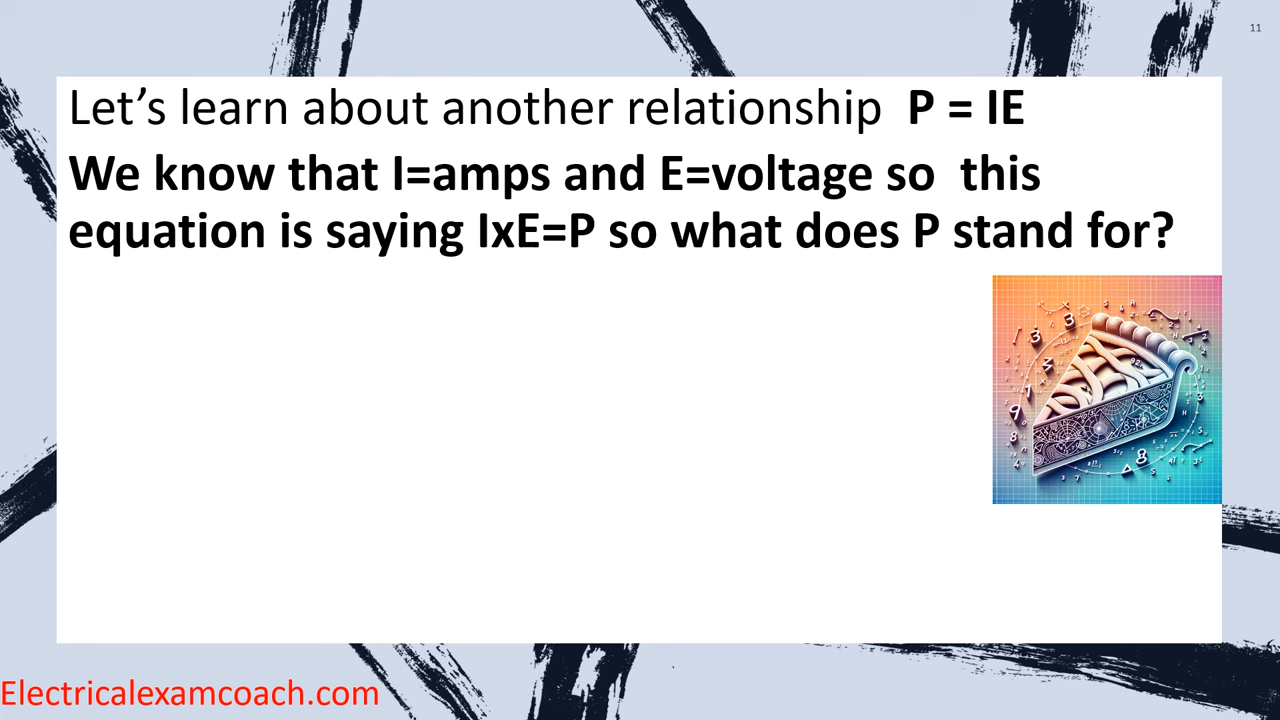 11
Let’s learn about another relationship  P = IE
We know that I=amps and E=voltage so  this
equation is saying IxE=P so what does P stand for?
Electricalexamcoach.com